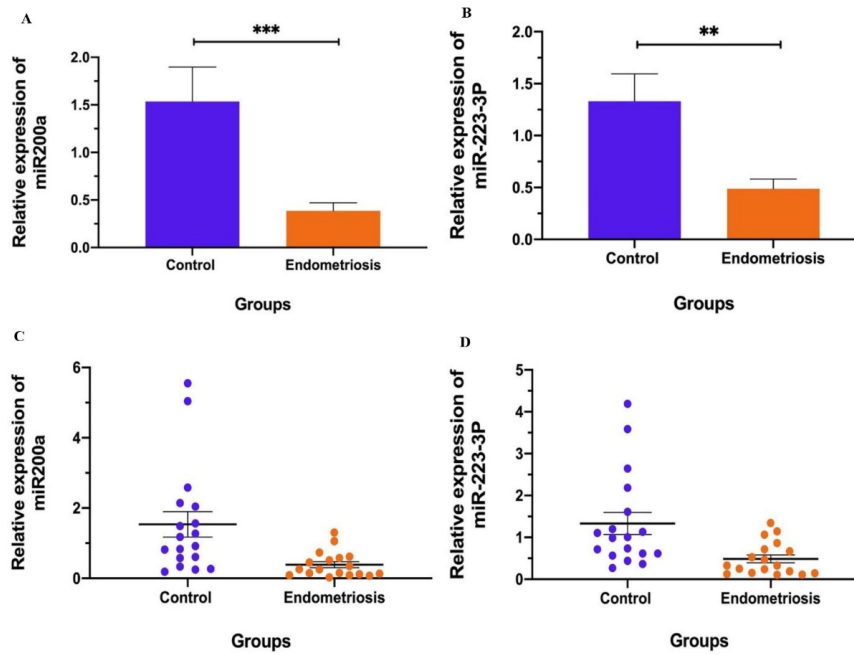 A
***
Relative expression of
miR200a
2.0
1.5
1.0
0.5
0.0
Control
Endometriosis
Groups
B
**
Relative expression of
miR-223-3P
2.0
1.5
1.0
0.5
0.0
Control
Endometriosis
Groups
C
Relative expression of
miR200a
6
4
2
0
Control
Endometriosis
Groups
D
Relative expression of
miR-223-3P
5
4
3
2
1
0
Control
Endometriosis
Groups